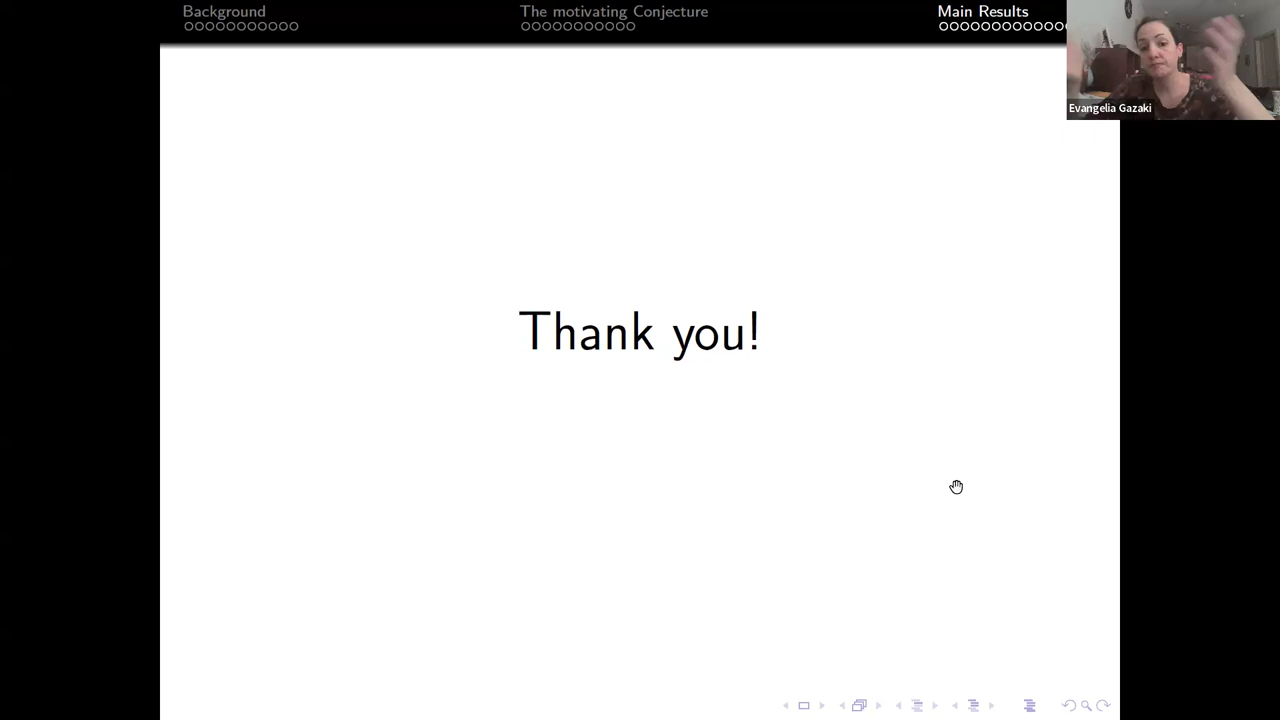 Background
The motivating Conjecture
Main Results
Evangelia Gazaki
Thank you!